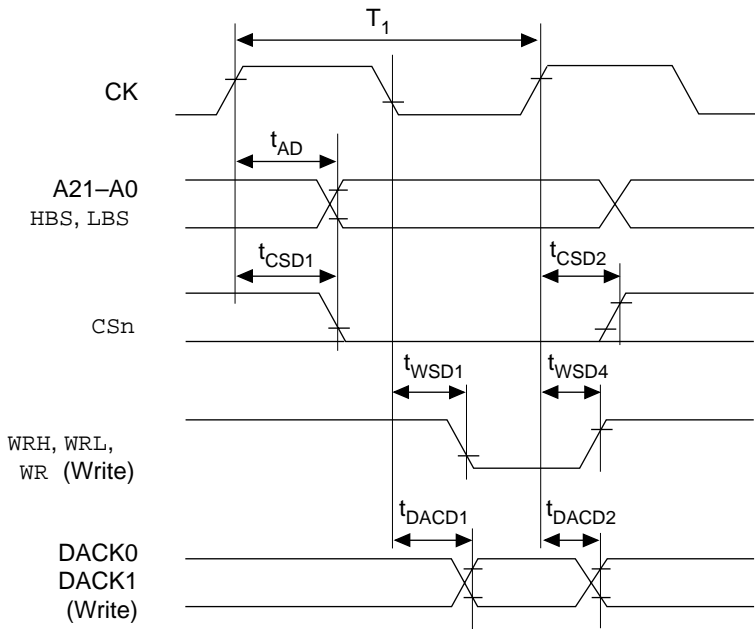 T1
CK
tAD
A21–A0
HBS, LBS
tCSD1
tCSD2
CSn
tWSD1
tWSD4
WRH, WRL,
WR (Write)
tDACD1
tDACD2
DACK0
DACK1
(Write)